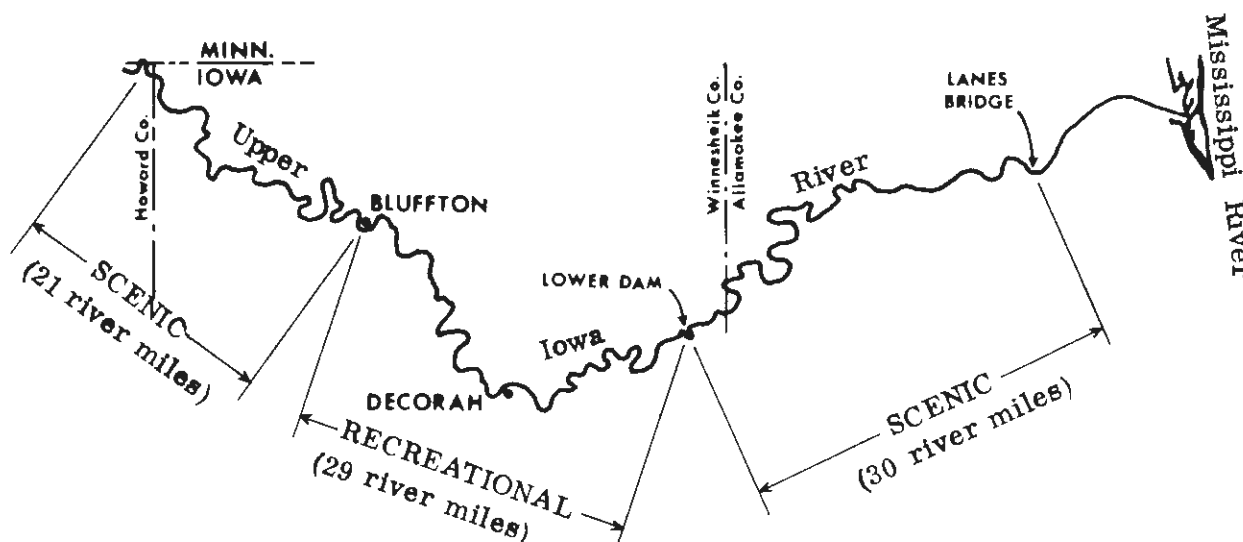 MINN.
IOWA
Howard Co.
Upper
BLUFFTON
SCENIC
(21 river miles)
DECORAH
RECREATIONAL
(29 river miles)
Iowa
LOWER DAM
Winnesheik Co.
Allamakee Co.
River
LANES
BRIDGE
SCENIC
(30 river miles)
Mississippi River